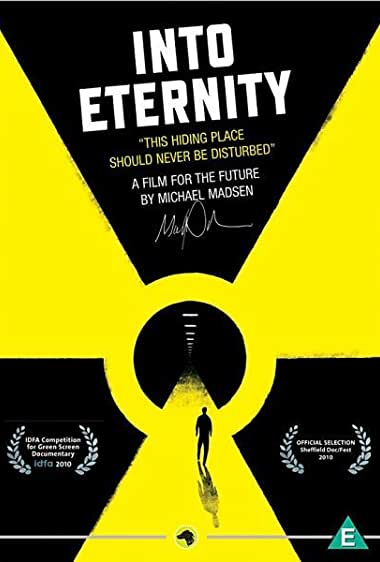 INTO
ETERNITY
"THIS HIDING PLACE
SHOULD NEVER BE DISTURBED"
A FILM FOR THE FUTURE
BY MICHAEL MADSEN
IDFA Competition
for Green Screen
Documentary
idfa 2010
OFFICIAL SELECTION
Sheffield Doc/Fest
2010
E